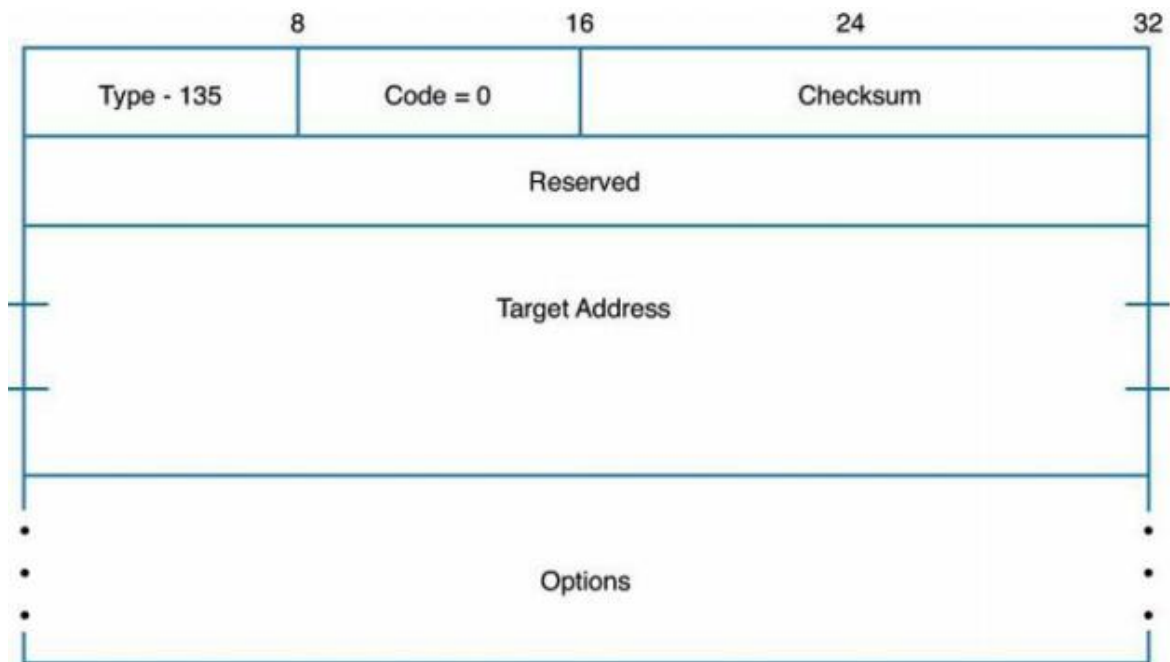 8 16 24 32
Type - 135 Code = 0 Checksum
Reserved
Target Address
Options